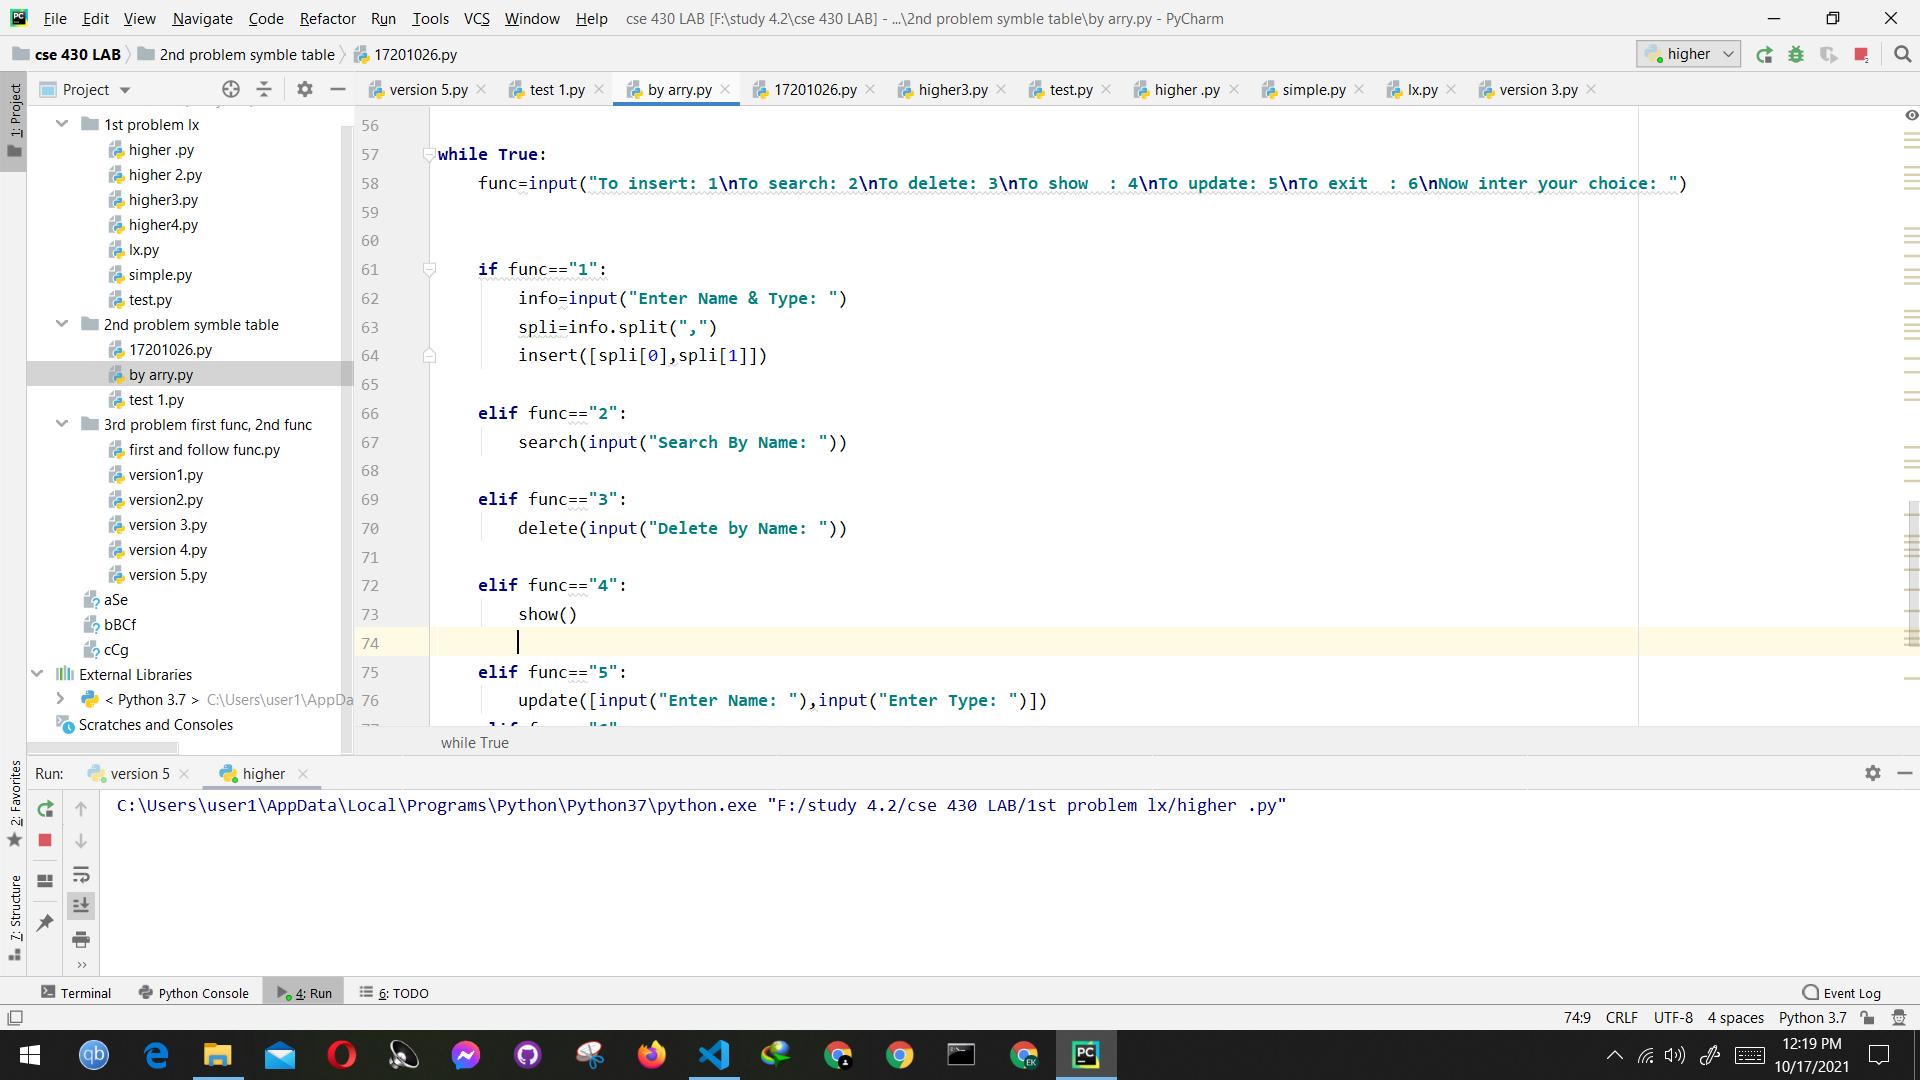 File Edit View Navigate Code Refactor Run Tools VCS Window Help cse 430 LAB [F:\study 4.2\cse 430 LAB] - ...\2nd problem symble table\by arry.py - PyCharm
cse 430 LAB 2nd problem symble table 17201026.py higher
1: Project
Project
version 5.py test 1.py by arry.py 17201026.py higher3.py test.py higher .py simple.py lx.py version 3.py
1st problem lx
higher .py
higher 2.py
higher3.py
higher4.py
lx.py
simple.py
test.py
2nd problem symble table
17201026.py
by arry.py
test 1.py
3rd problem first func, 2nd func
first and follow func.py
version1.py
version2.py
version 3.py
version 4.py
version 5.py
aSe
bBCf
cCg
External Libraries
< Python 3.7 > C:\Users\user1\AppDa
Scratches and Consoles
56
57 while True:
58 func=input("To insert: 1\nTo search: 2\nTo delete: 3\nTo show  : 4\nTo update: 5\nTo exit  : 6\nNow inter your choice: ")
59
60
61 if func=="1":
62 info=input("Enter Name & Type: ")
63 spli=info.split(",")
64 insert([spli[0],spli[1]])
65
66 elif func=="2":
67 search(input("Search By Name: "))
68
69 elif func=="3":
70 delete(input("Delete by Name: "))
71
72 elif func=="4":
73 show()
74
75 elif func=="5":
76 update([input("Enter Name: "),input("Enter Type: ")])
while True
2: Favorites
7: Structure
Run: version 5 higher
C:\Users\user1\AppData\Local\Programs\Python\Python37\python.exe "F:/study 4.2/cse 430 LAB/1st problem lx/higher .py"
Terminal Python Console 4: Run 6: TODO Event Log
74:9 CRLF UTF-8 4 spaces Python 3.7
12:19 PM
10/17/2021